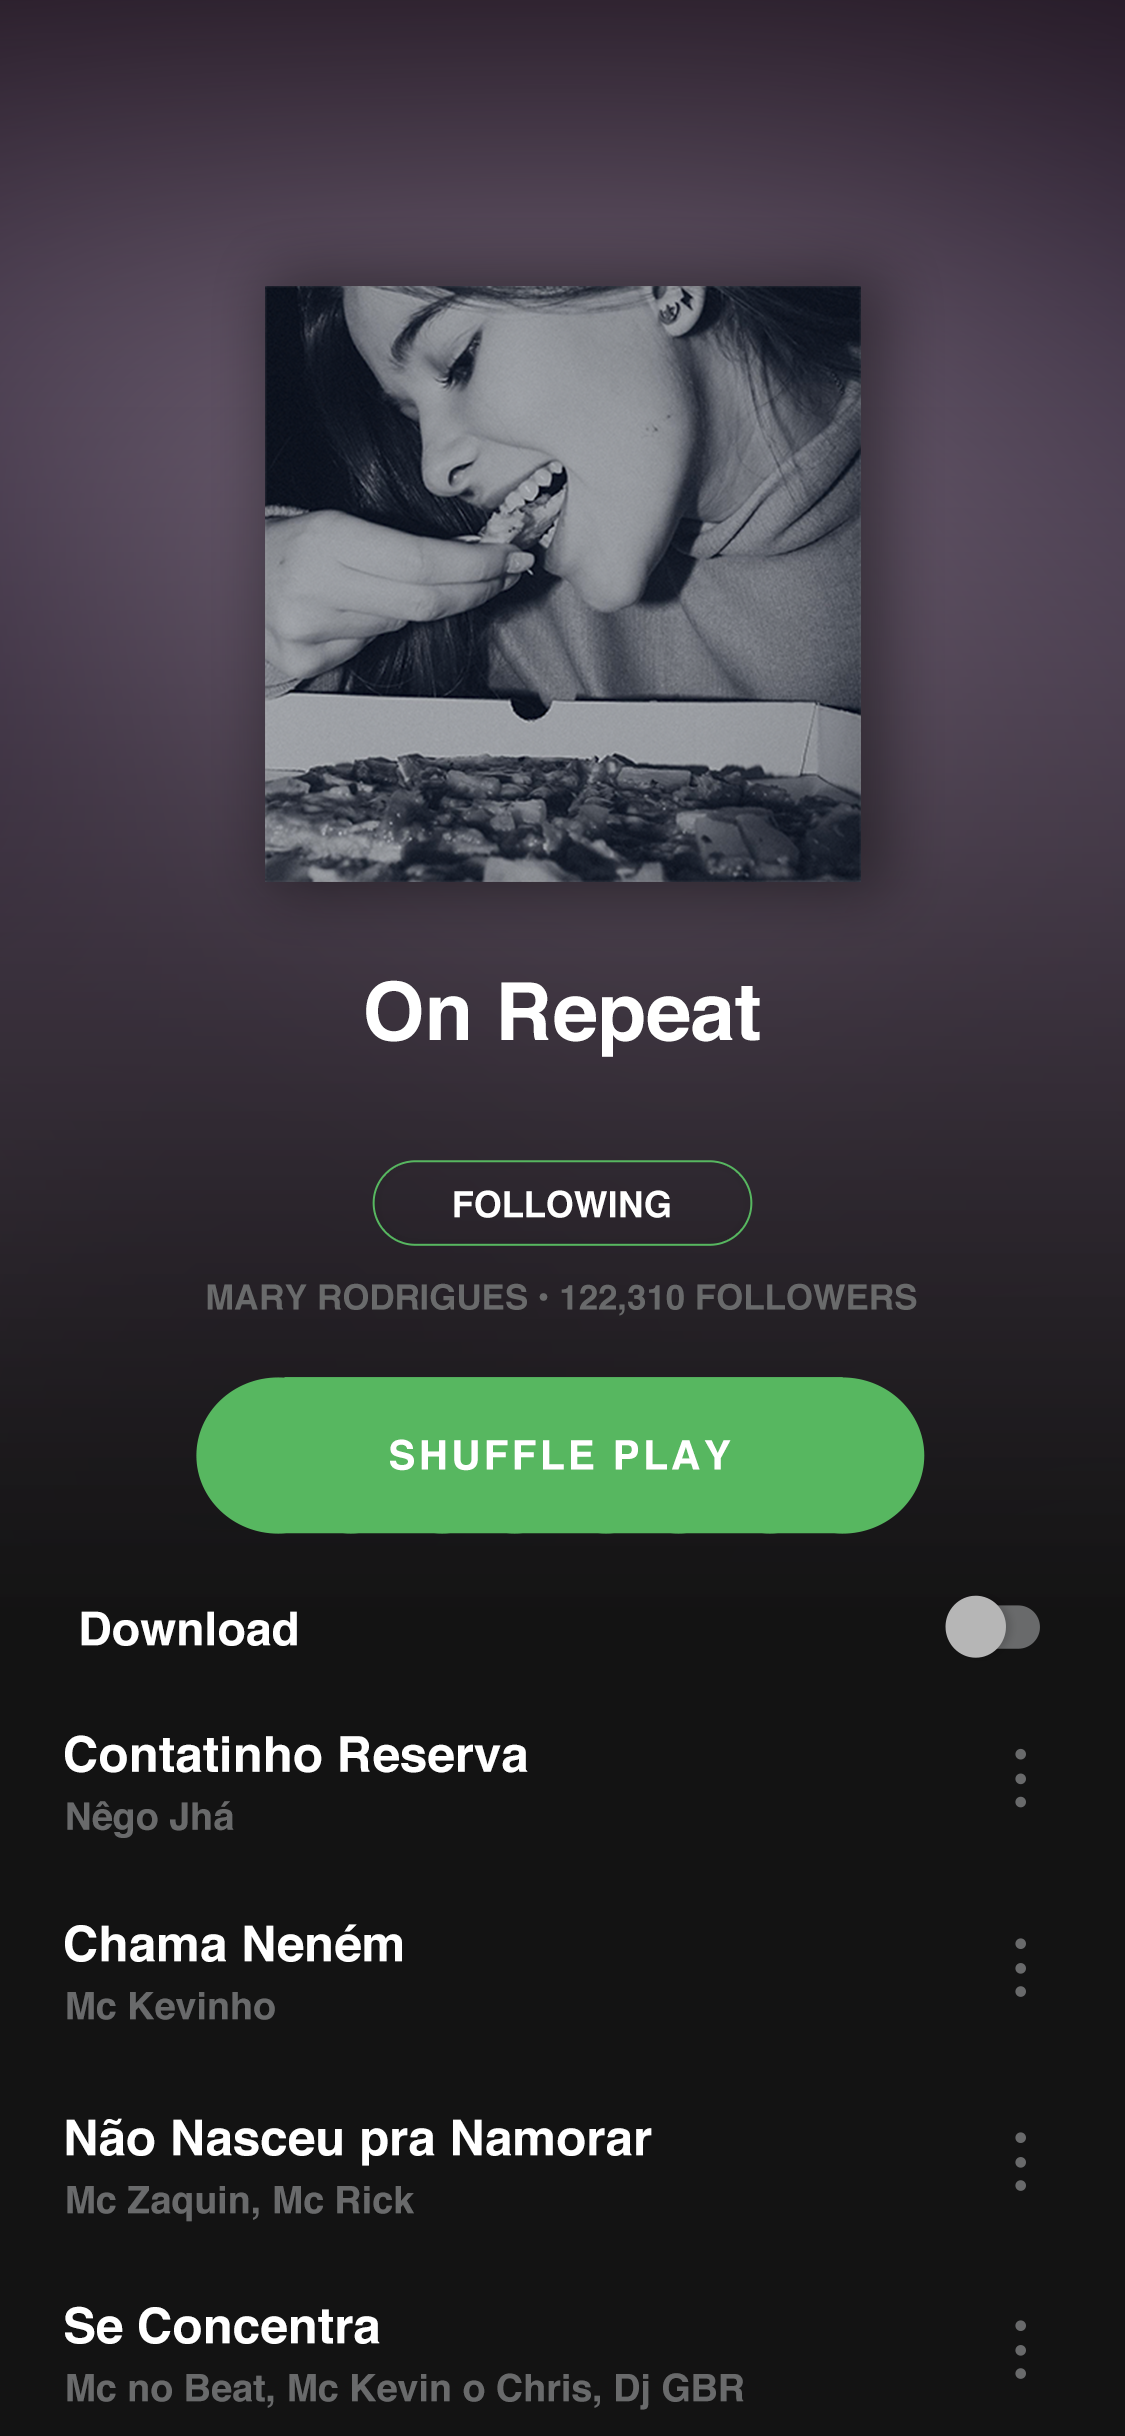 On Repeat
FOLLOWING
MARY RODRIGUES • 122,310 FOLLOWERS
SHUFFLE PLAY
Download
Contatinho Reserva
Nêgo Jhá
Chama Neném
Mc Kevinho
Não Nasceu pra Namorar
Mc Zaquin, Mc Rick
Se Concentra
Mc no Beat, Mc Kevin o Chris, Dj GBR